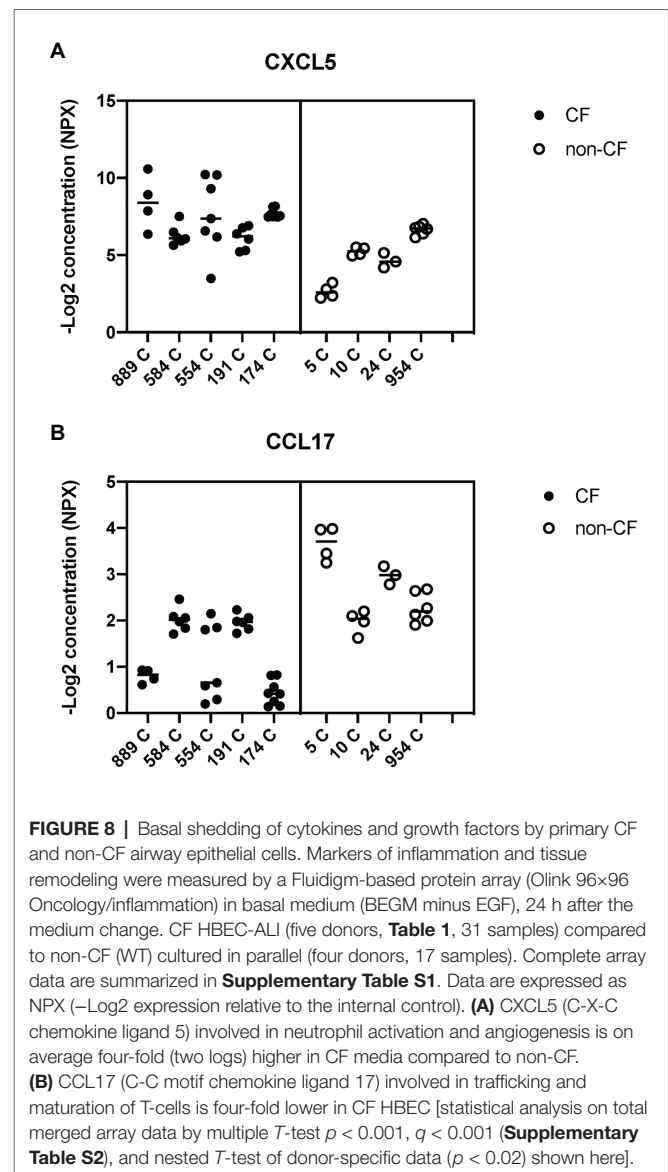 A
CXCL5
-Log2 concentration (NPX)
15
10
5
0
889 C
584 C
554 C
191 C
174 C
5 C
10 C
24 C
954 C
CF
non-CF
B
CCL17
-Log2 concentration (NPX)
5
4
3
2
1
0
889 C
584 C
554 C
191 C
174 C
5 C
10 C
24 C
954 C
CF
non-CF
FIGURE 8 | Basal shedding of cytokines and growth factors by primary CF
and non-CF airway epithelial cells. Markers of inflammation and tissue
remodeling were measured by a Fluidigm-based protein array (Olink 96×96
Oncology/inflammation) in basal medium (BEGM minus EGF), 24 h after the
medium change. CF HBEC-ALI (five donors, Table 1, 31 samples) compared
to non-CF (WT) cultured in parallel (four donors, 17 samples). Complete array
data are summarized in Supplementary Table S1. Data are expressed as
NPX (−Log2 expression relative to the internal control). (A) CXCL5 (C-X-C
chemokine ligand 5) involved in neutrophil activation and angiogenesis is on
average four-fold (two logs) higher in CF media compared to non-CF.
(B) CCL17 (C-C motif chemokine ligand 17) involved in trafficking and
maturation of T-cells is four-fold lower in CF HBEC [statistical analysis on total
merged array data by multiple T-test p < 0.001, q < 0.001 (Supplementary
Table S2), and nested T-test of donor-specific data (p < 0.02) shown here].